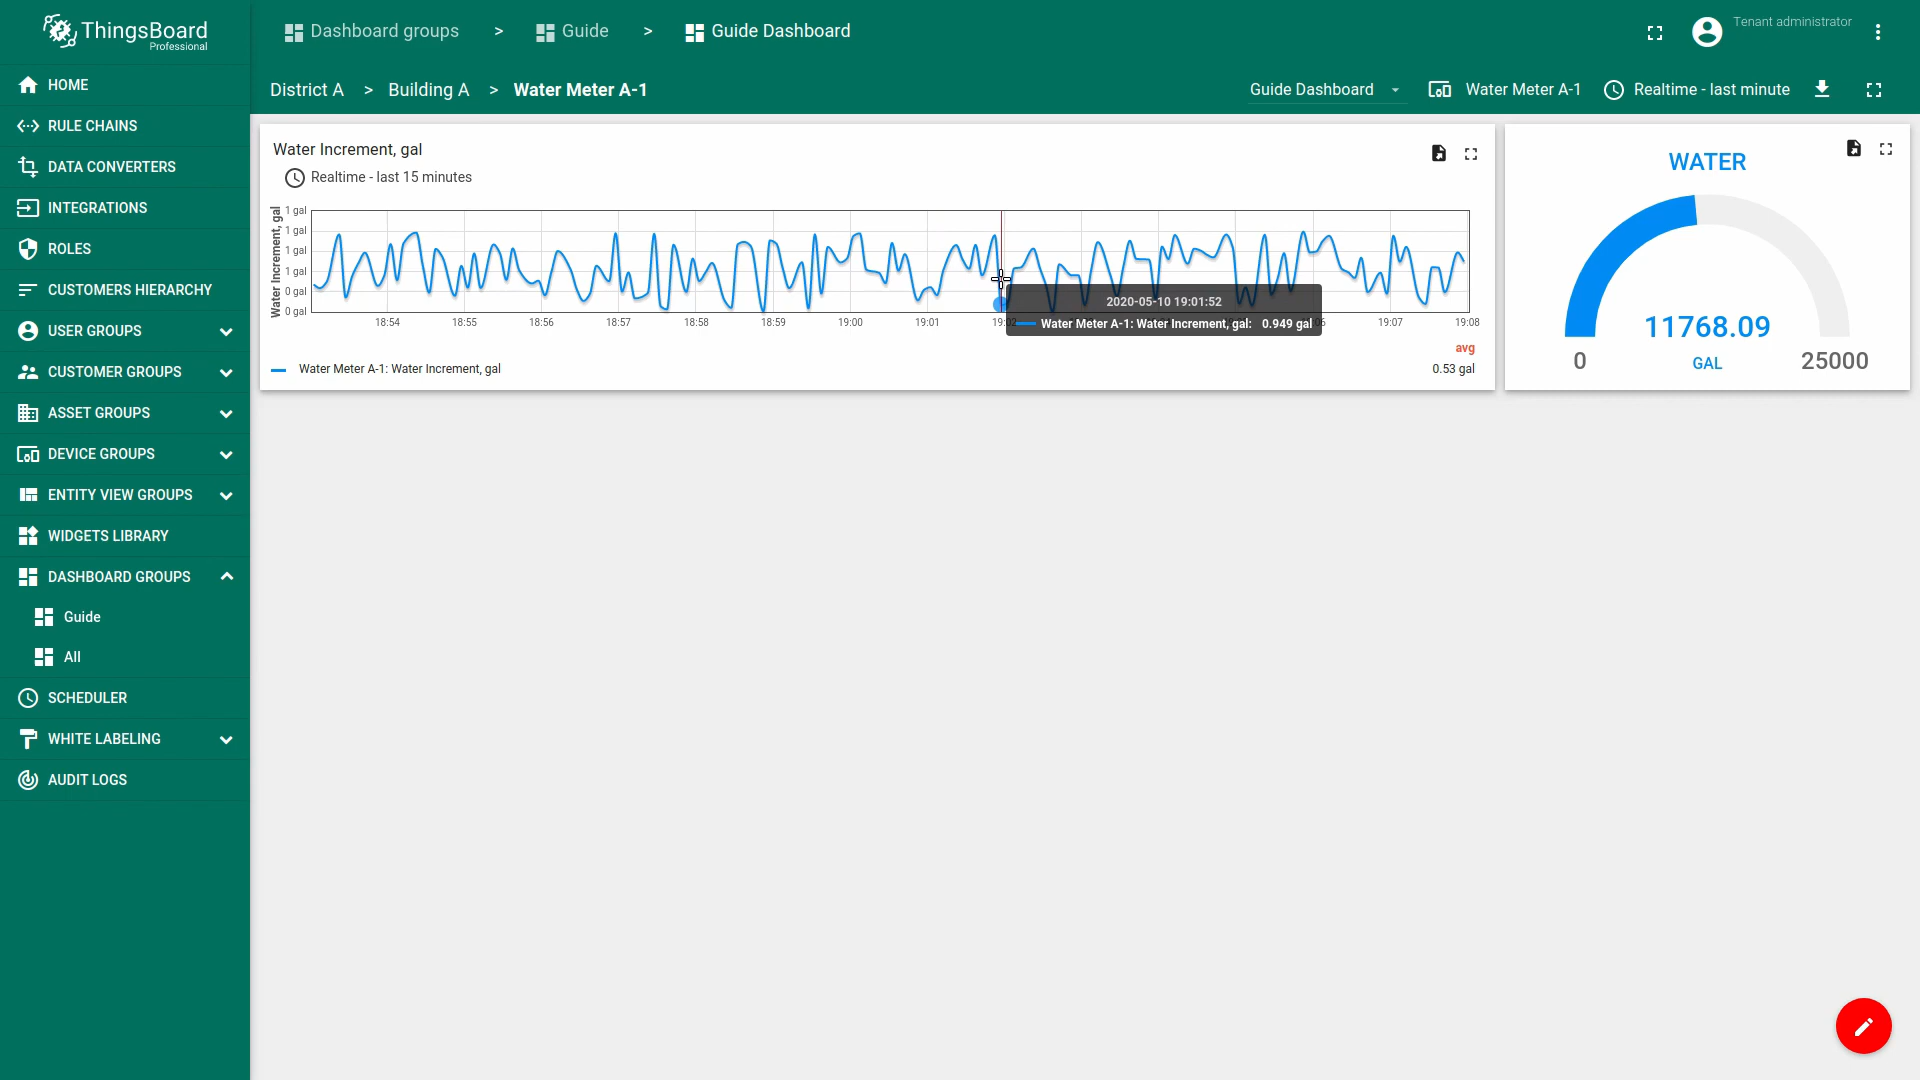 ThingsBoard
Professional
HOME
RULE CHAINS
DATA CONVERTERS
INTEGRATIONS
ROLES
CUSTOMERS HIERARCHY
USER GROUPS
CUSTOMER GROUPS
ASSET GROUPS
DEVICE GROUPS
ENTITY VIEW GROUPS
WIDGETS LIBRARY
DASHBOARD GROUPS
Guide
All
SCHEDULER
WHITE LABELING
AUDIT LOGS
Dashboard groups > Guide > Guide Dashboard
Tenant administrator
District A > Building A > Water Meter A-1
Guide Dashboard Water Meter A-1 Realtime - last minute
Water Increment, gal
Realtime - last 15 minutes
Water Increment, gal
1 gal
1 gal
1 gal
1 gal
0 gal
0 gal
18:54 18:55 18:56 18:57 18:58 18:59 19:00 19:01 19:07 19:08
2020-05-10 19:01:52
Water Meter A-1: Water Increment, gal: 0.949 gal
avg
Water Meter A-1: Water Increment, gal 0.53 gal
WATER
11768.09
0 GAL 25000